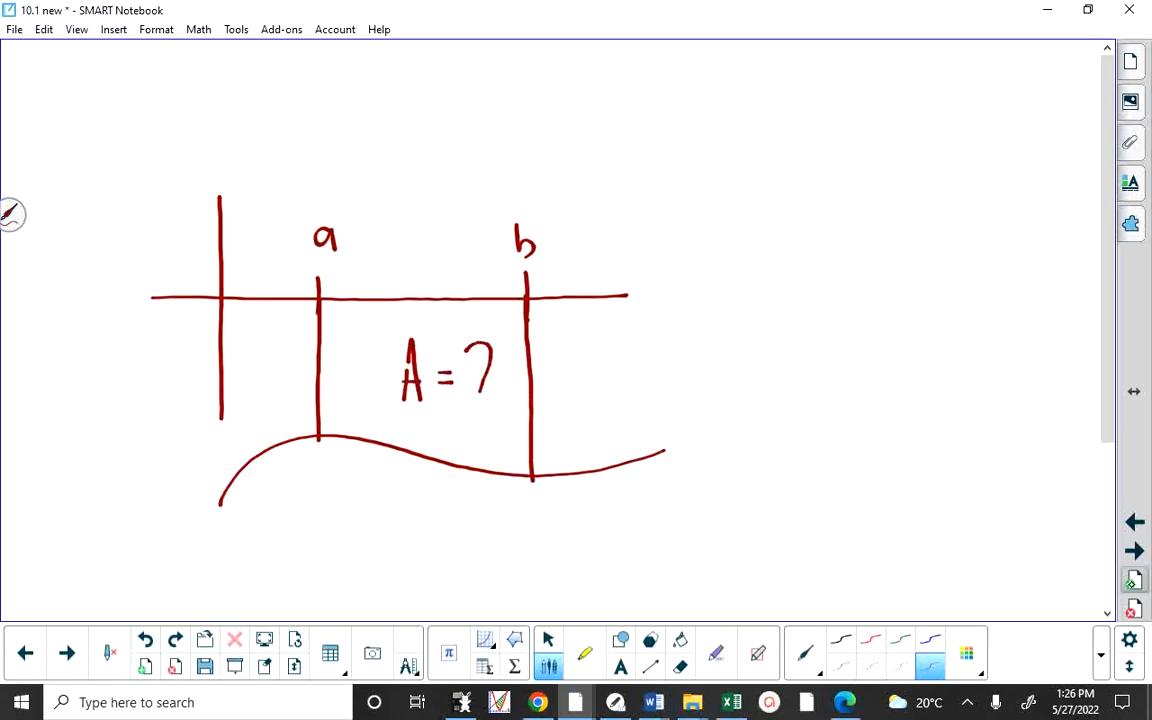 10.1 new * - SMART Notebook
File Edit View Insert Format Math Tools Add-ons Account Help
a b
A = ?
Type here to search
20°C
1:26 PM
5/27/2022